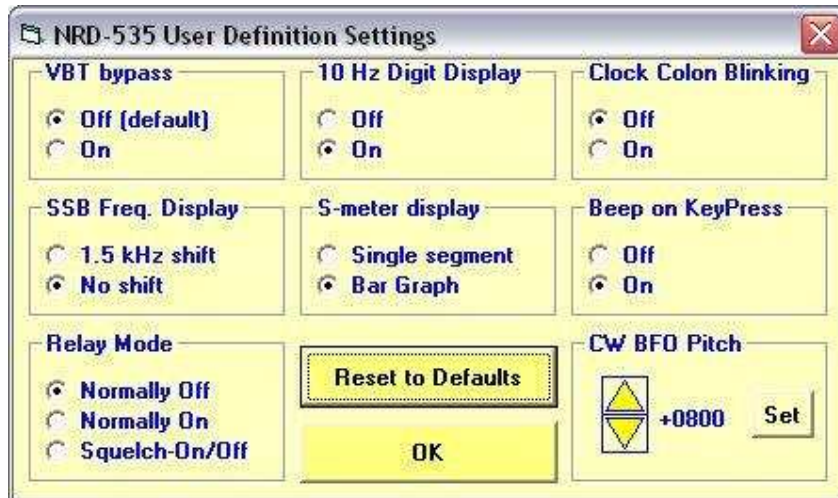 NRD-535 User Definition Settings
VBT bypass
Off (default)
On
10 Hz Digit Display
Off
On
Clock Colon Blinking
Off
On
SSB Freq. Display
1.5 kHz shift
No shift
S-meter display
Single segment
Bar Graph
Beep on KeyPress
Off
On
Relay Mode
Normally Off
Normally On
Squelch-On/Off
Reset to Defaults
OK
CW BFO Pitch
+0800
Set